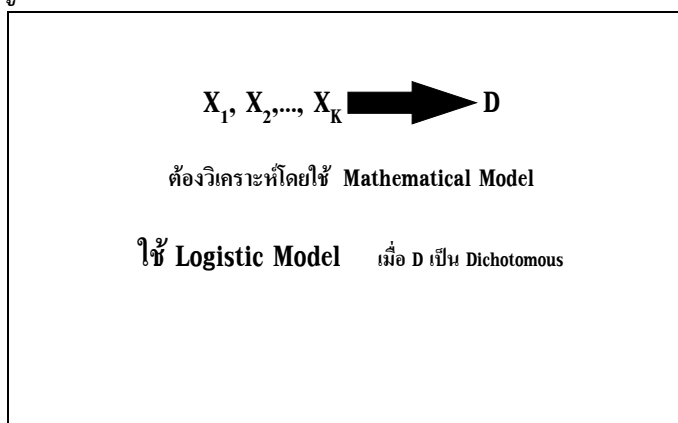 X₁, X₂,..., X_K D
ต้องวิเคราะห์โดยใช้ Mathematical Model
ใช้ Logistic Model เมื่อ D เป็น Dichotomous